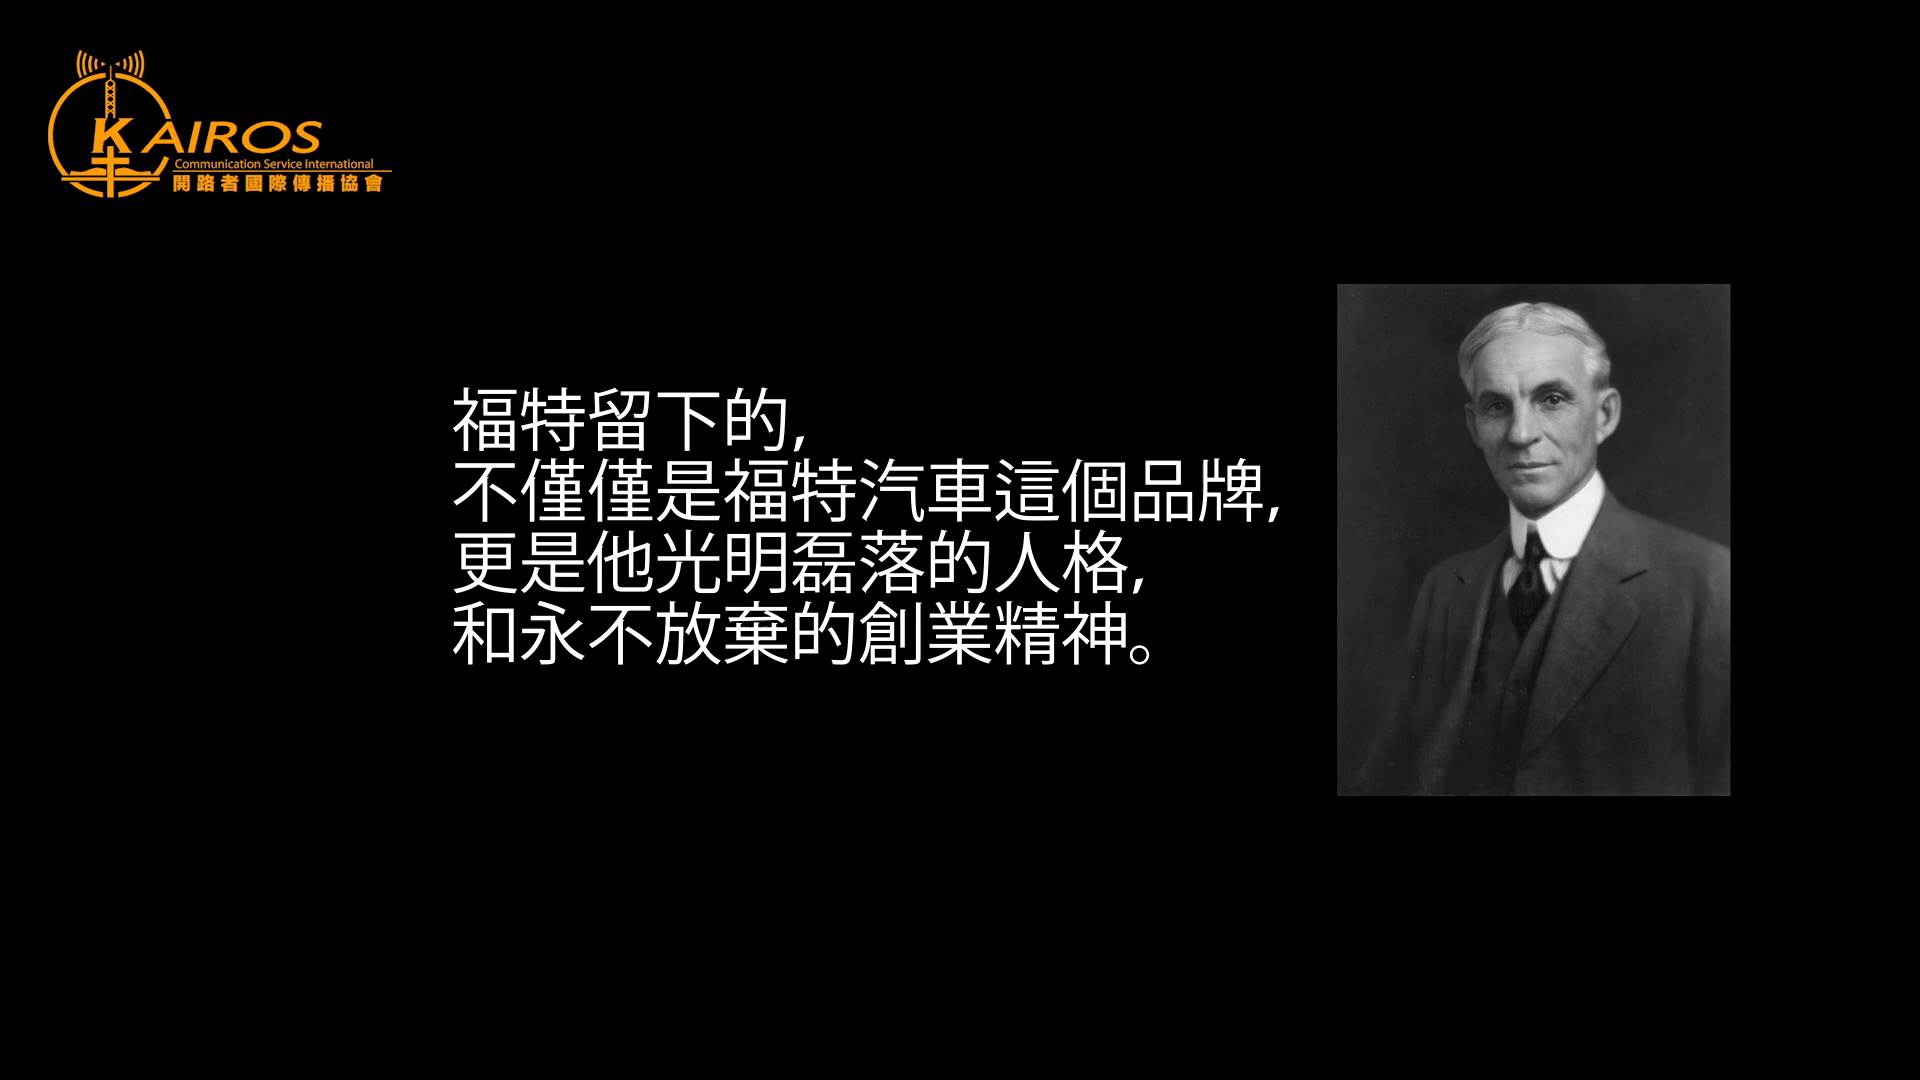 KAIROS
Communication Service International
開路者國際傳播協會
福特留下的,
不僅僅是福特汽車這個品牌,
更是他光明磊落的人格,
和永不放棄的創業精神。